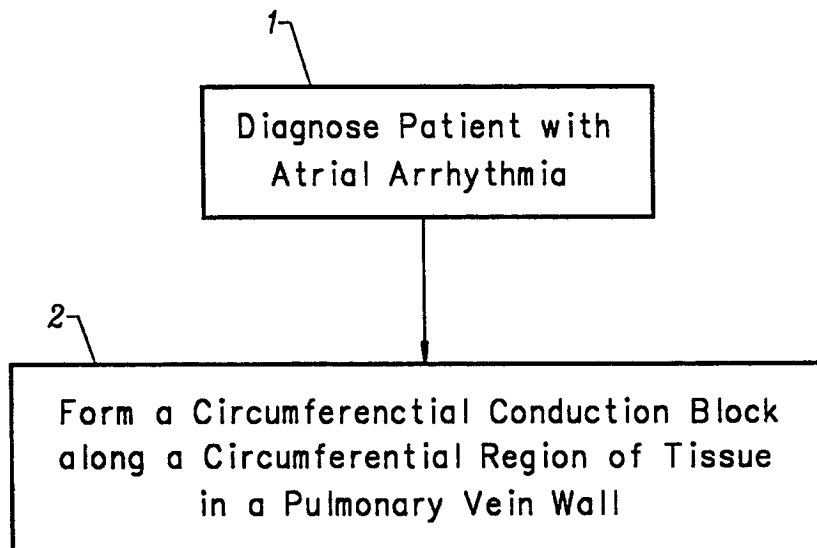 1
Diagnose Patient with
Atrial Arrhythmia
2
Form a Circumferenctial Conduction Block
along a Circumferential Region of Tissue
in a Pulmonary Vein Wall